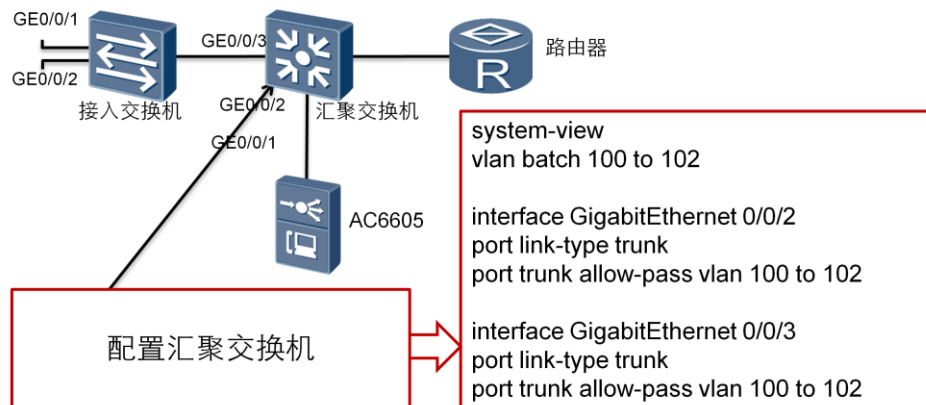 GE0/0/1
GE0/0/2
接入交换机
GE0/0/3
GE0/0/2
GE0/0/1
汇聚交换机
R
路由器
AC6605
配置汇聚交换机
system-view
vlan batch 100 to 102
interface GigabitEthernet 0/0/2
port link-type trunk
port trunk allow-pass vlan 100 to 102
interface GigabitEthernet 0/0/3
port link-type trunk
port trunk allow-pass vlan 100 to 102